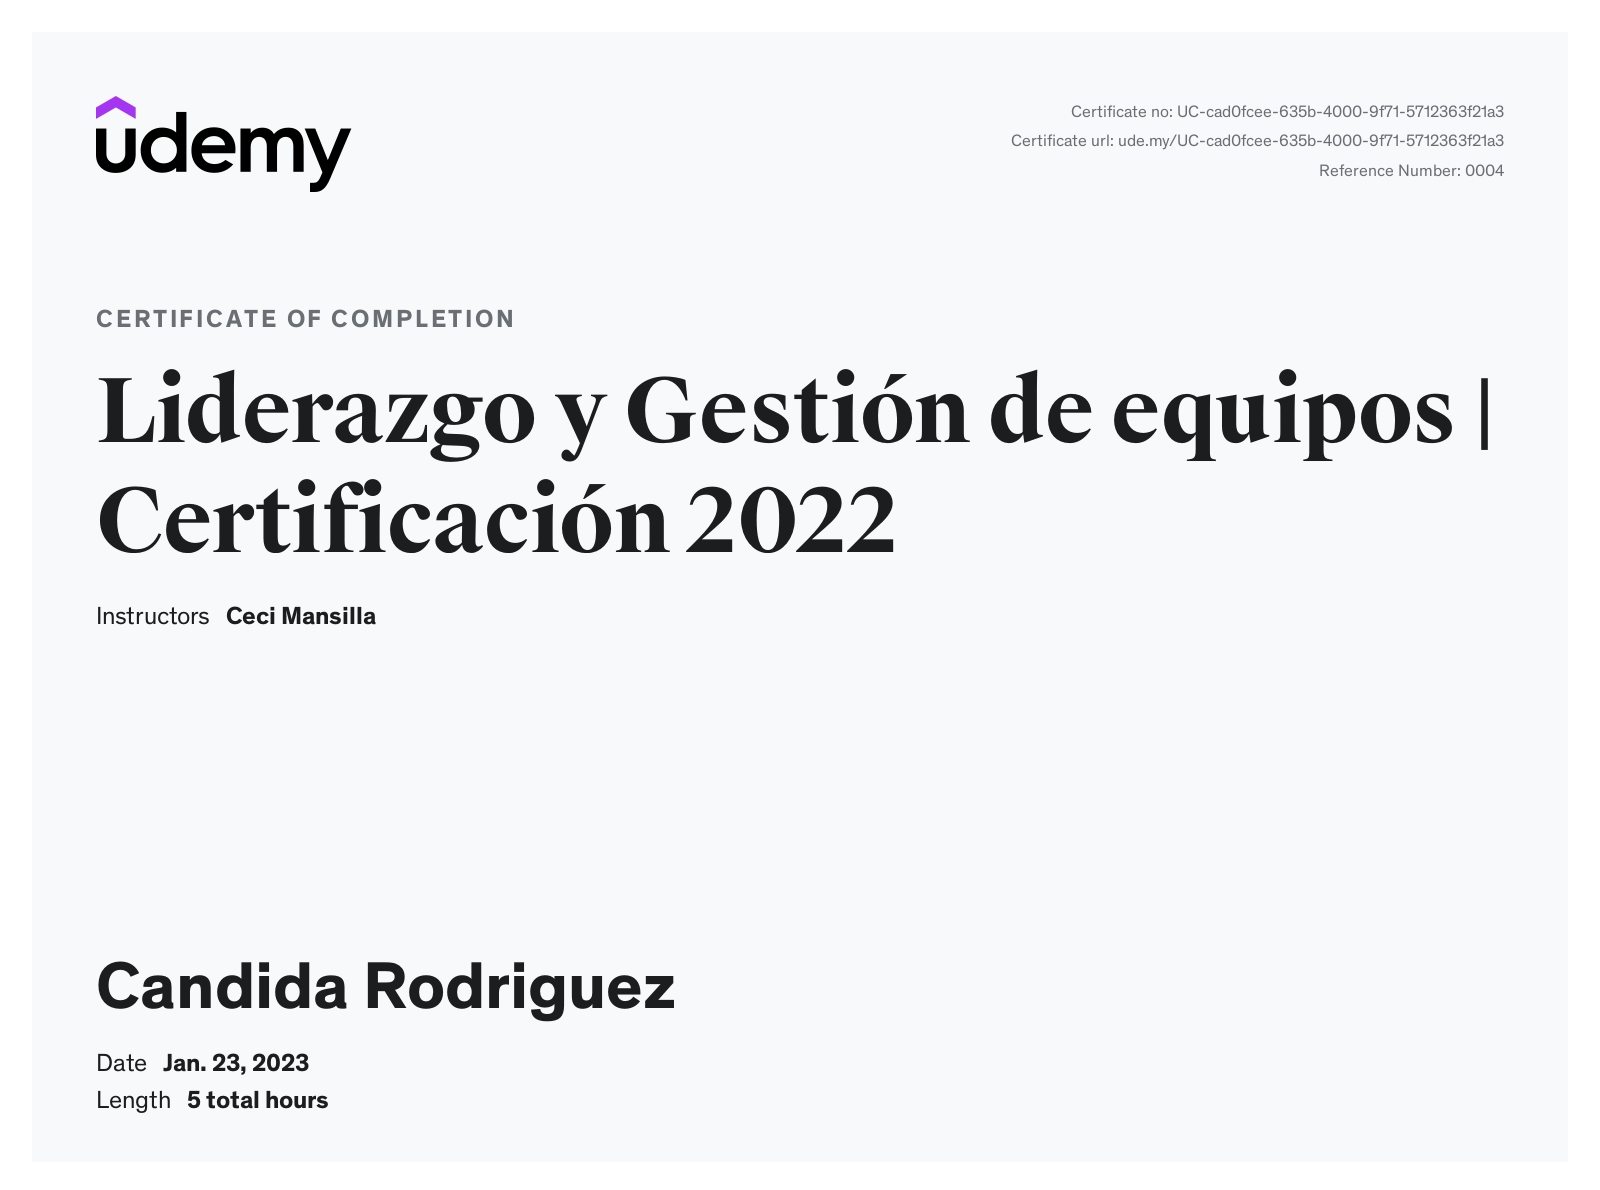 udemy
Certificate no: UC-cad0fcee-635b-4000-9f71-5712363f21a3
Certificate url: ude.my/UC-cad0fcee-635b-4000-9f71-5712363f21a3
Reference Number: 0004
CERTIFICATE OF COMPLETION
Liderazgo y Gestión de equipos |
Certificación 2022
Instructors Ceci Mansilla
Candida Rodriguez
Date Jan. 23, 2023
Length 5 total hours